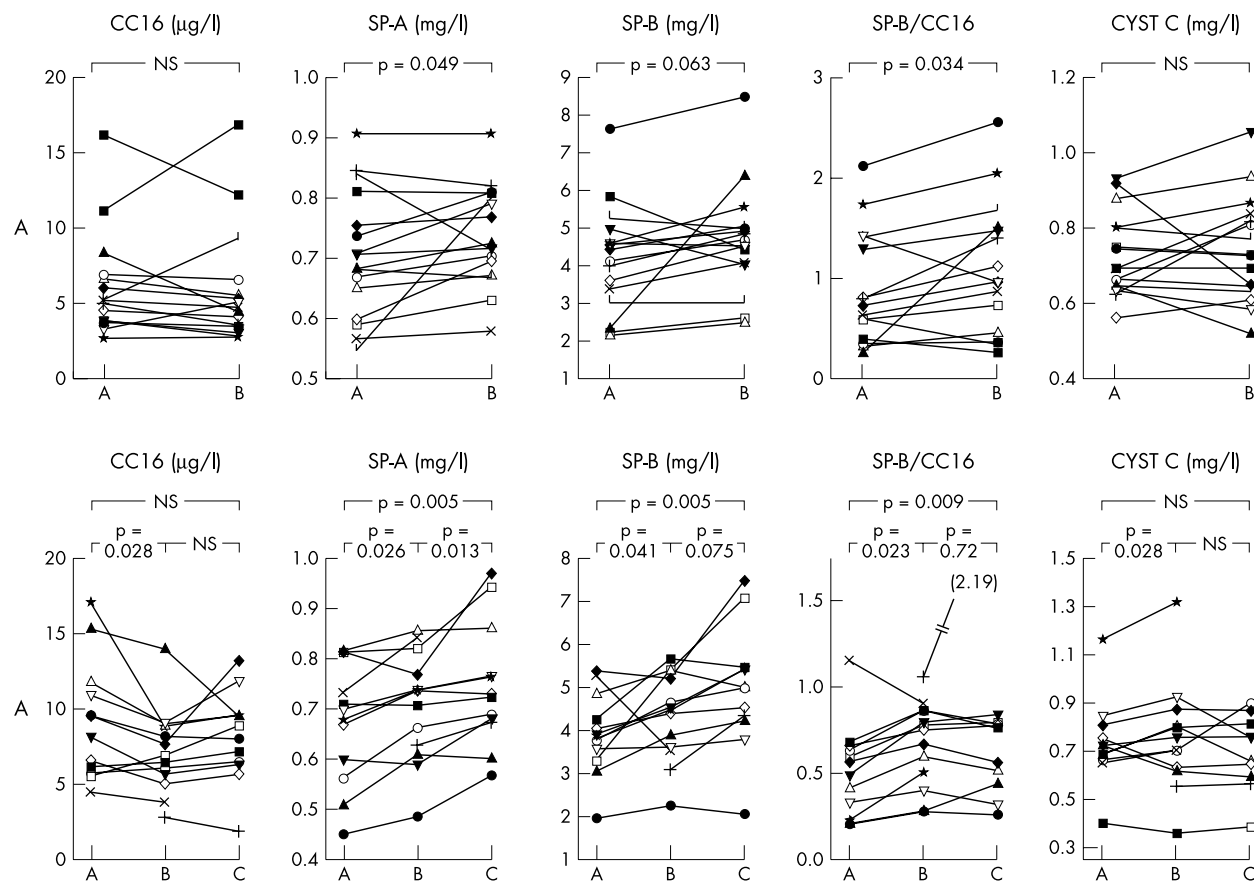 CC16 (μg/l) SP-A (mg/l) SP-B (mg/l) SP-B/CC16 CYST C (mg/l)
NS p = 0.049 p = 0.063 p = 0.034 NS
20 1.0 9 3 1.2
8
15 0.9 7 1.0
2
0.8 6
A 10 5 0.8
0.7 4 1
5 0.6 3 0.6
2
0 0.5 1 0 0.4
A B A B A B A B A B
CC16 (μg/l) SP-A (mg/l) SP-B (mg/l) SP-B/CC16 CYST C (mg/l)
NS p = 0.005 p = 0.005 p = 0.009 NS
p = 0.028 NS p = 0.026 p = 0.013 p = 0.041 p = 0.075 p = 0.023 p = 0.72 p = 0.028 NS
20 1.0 8 1.5
(2.19)
0.9 7 1.5 1.3
15
0.8 6 1.1
A 10 0.7 5 1.0 0.9
4
0.6 3 0.5 0.7
5
0.5 2 0.5
0 0.4 1 0.0 0.3
A B C A B C A B C A B C A B C